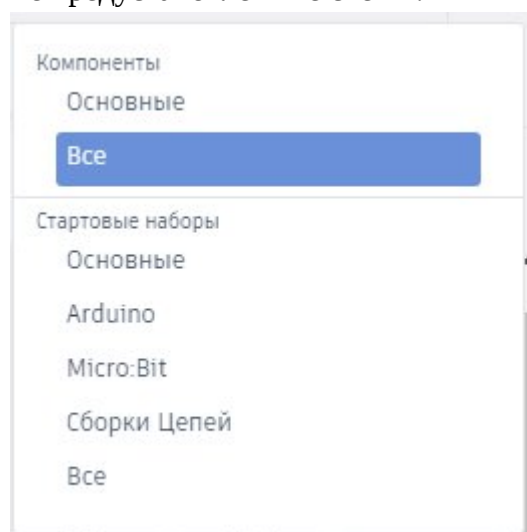 Компоненты
Основные
Все
Стартовые наборы
Основные
Arduino
Micro:Bit
Сборки Цепей
Все